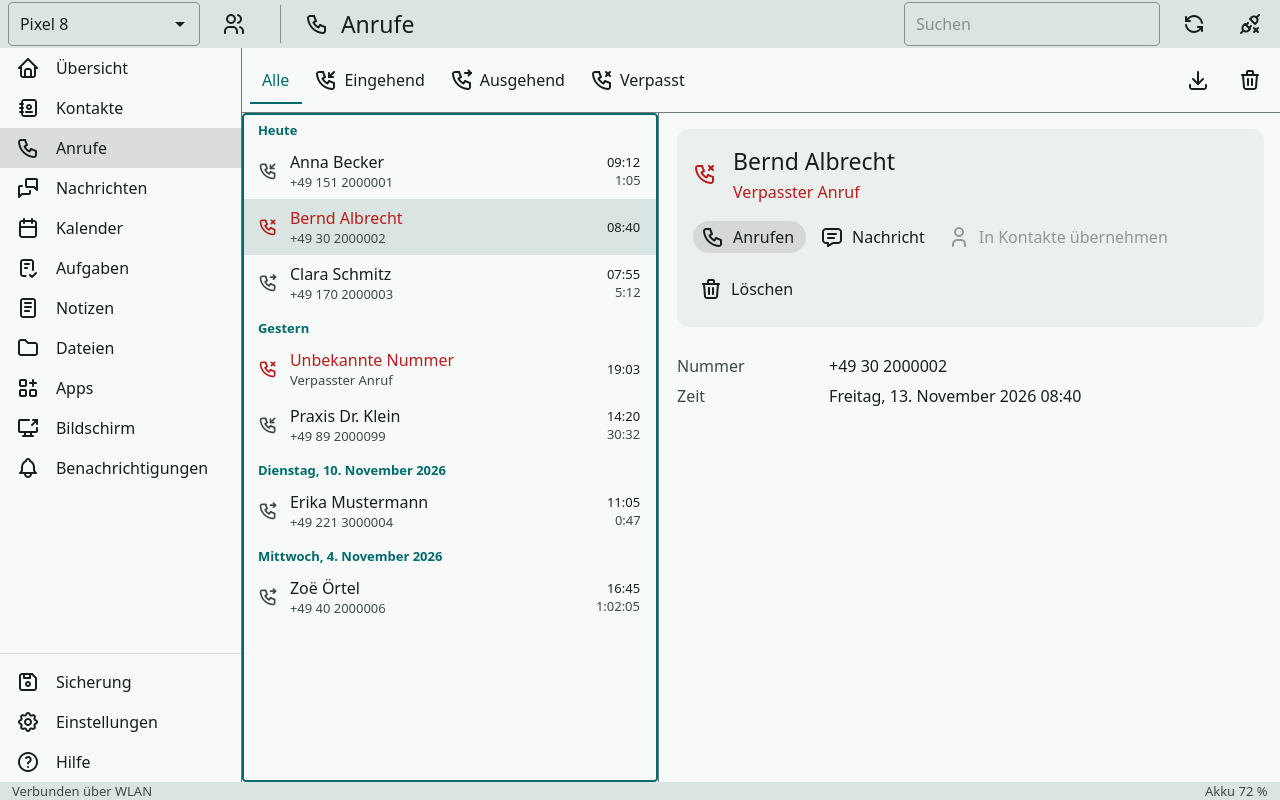 Pixel 8
Anrufe
Suchen
Übersicht
Kontakte
Anrufe
Nachrichten
Kalender
Aufgaben
Notizen
Dateien
Apps
Bildschirm
Benachrichtigungen
Sicherung
Einstellungen
Hilfe
Alle Eingehend Ausgehend Verpasst
Heute
Anna Becker 09:12
+49 151 2000001 1:05
Bernd Albrecht 08:40
+49 30 2000002
Clara Schmitz 07:55
+49 170 2000003 5:12
Gestern
Unbekannte Nummer 19:03
Verpasster Anruf
Praxis Dr. Klein 14:20
+49 89 2000099 30:32
Dienstag, 10. November 2026
Erika Mustermann 11:05
+49 221 3000004 0:47
Mittwoch, 4. November 2026
Zoë Örtel 16:45
+49 40 2000006 1:02:05
Bernd Albrecht
Verpasster Anruf
Anrufen Nachricht In Kontakte übernehmen
Löschen
Nummer +49 30 2000002
Zeit Freitag, 13. November 2026 08:40
Verbunden über WLAN Akku 72 %